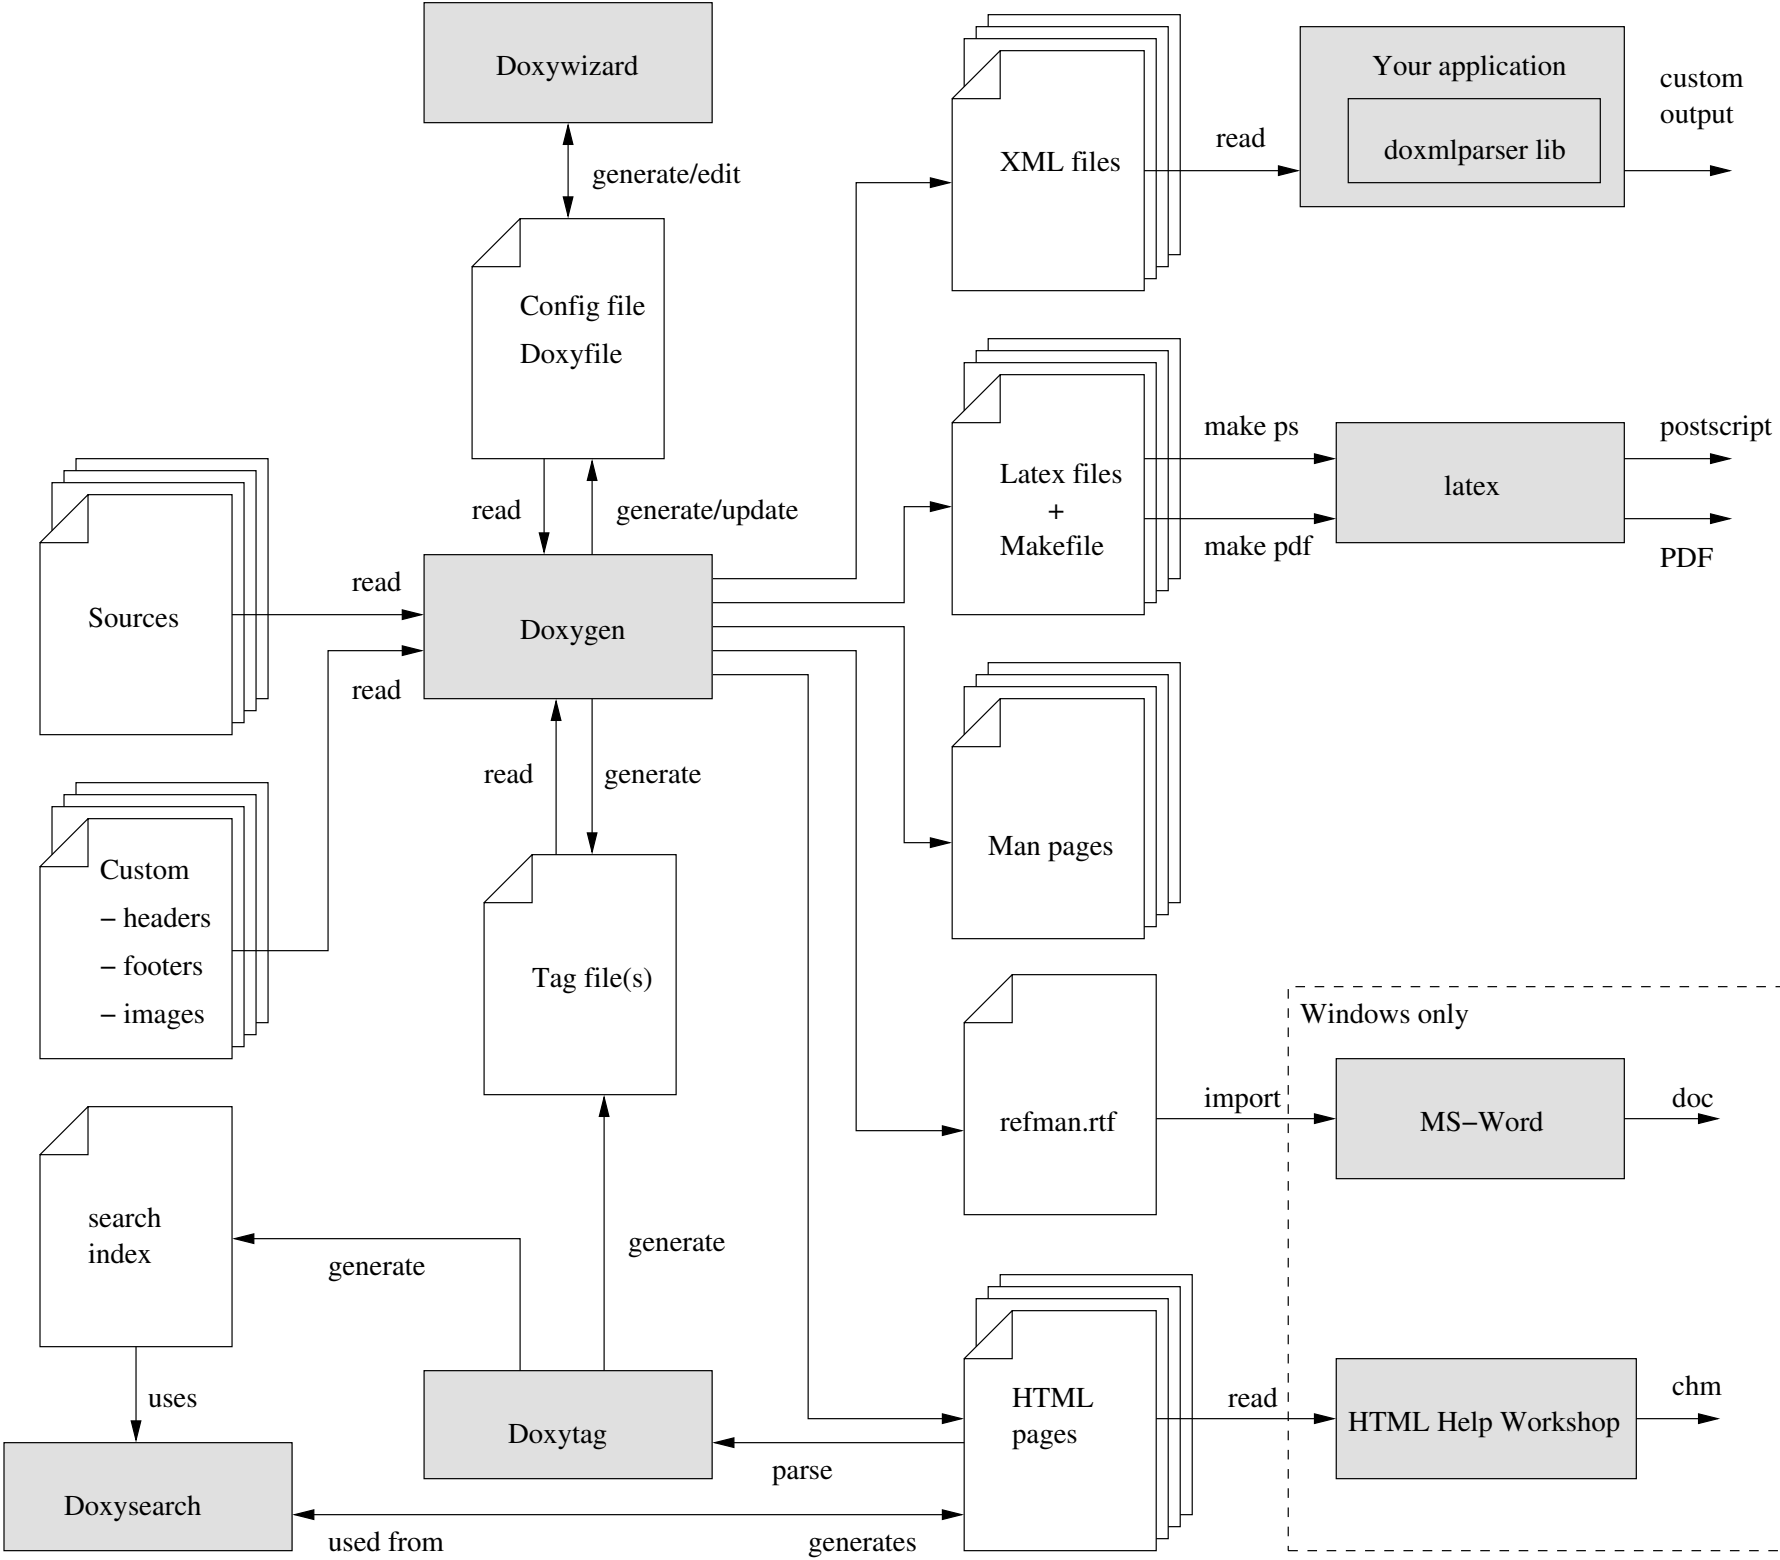 Doxywizard
generate/edit
Config file
Doxyfile
read
generate/update
Sources
read
Doxygen
read
Custom
− headers
− footers
− images
read
generate
Tag file(s)
search
index
generate
generate
uses
Doxytag
parse
Doxysearch
used from
generates
XML files
read
Your application
doxmlparser lib
custom
output
Latex files
+
Makefile
make ps
make pdf
latex
postscript
PDF
Man pages
refman.rtf
import
Windows only
MS−Word
doc
HTML
pages
read
HTML Help Workshop
chm